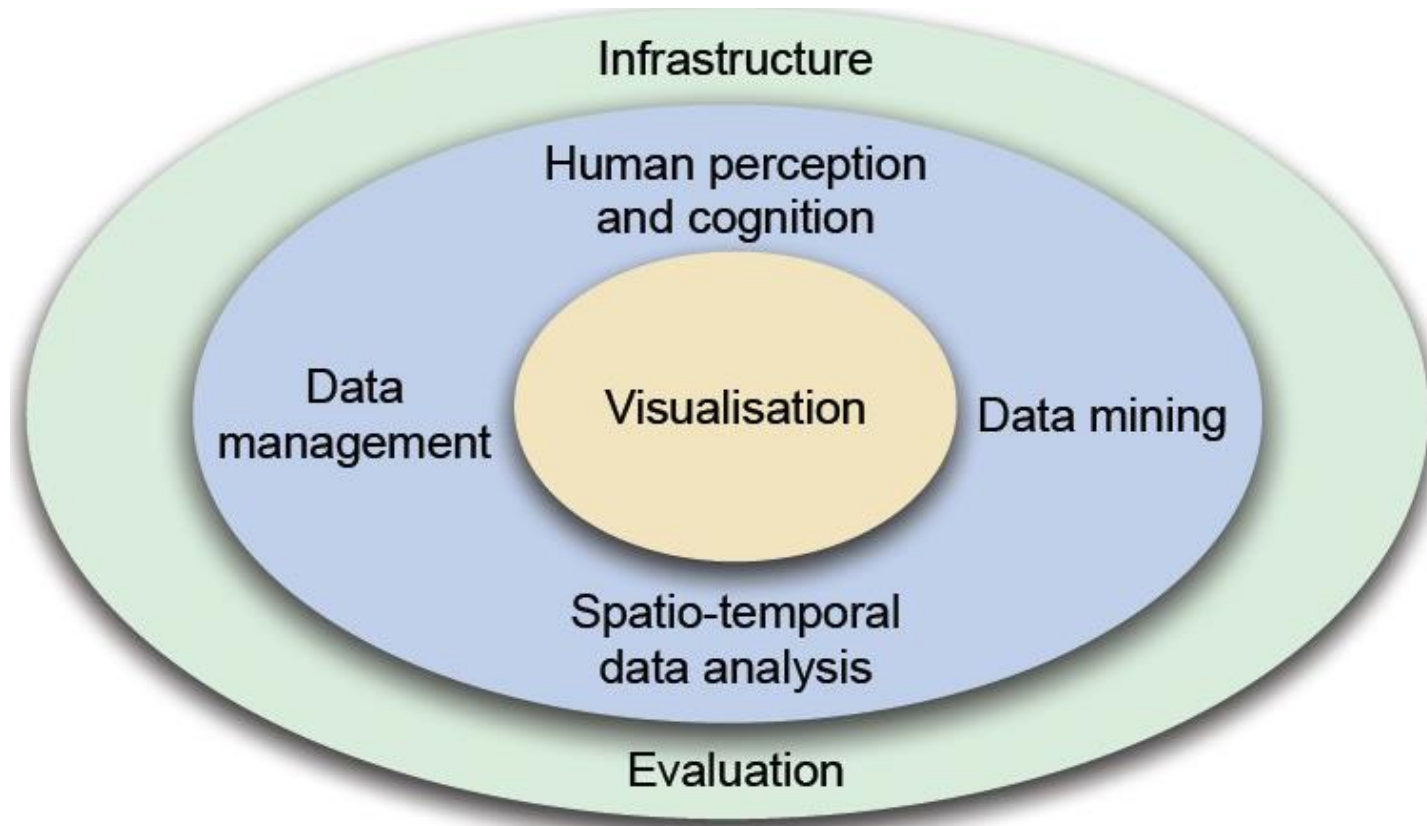 Infrastructure
Human perception
and cognition
Data
management
Visualisation
Data mining
Spatio-temporal
data analysis
Evaluation